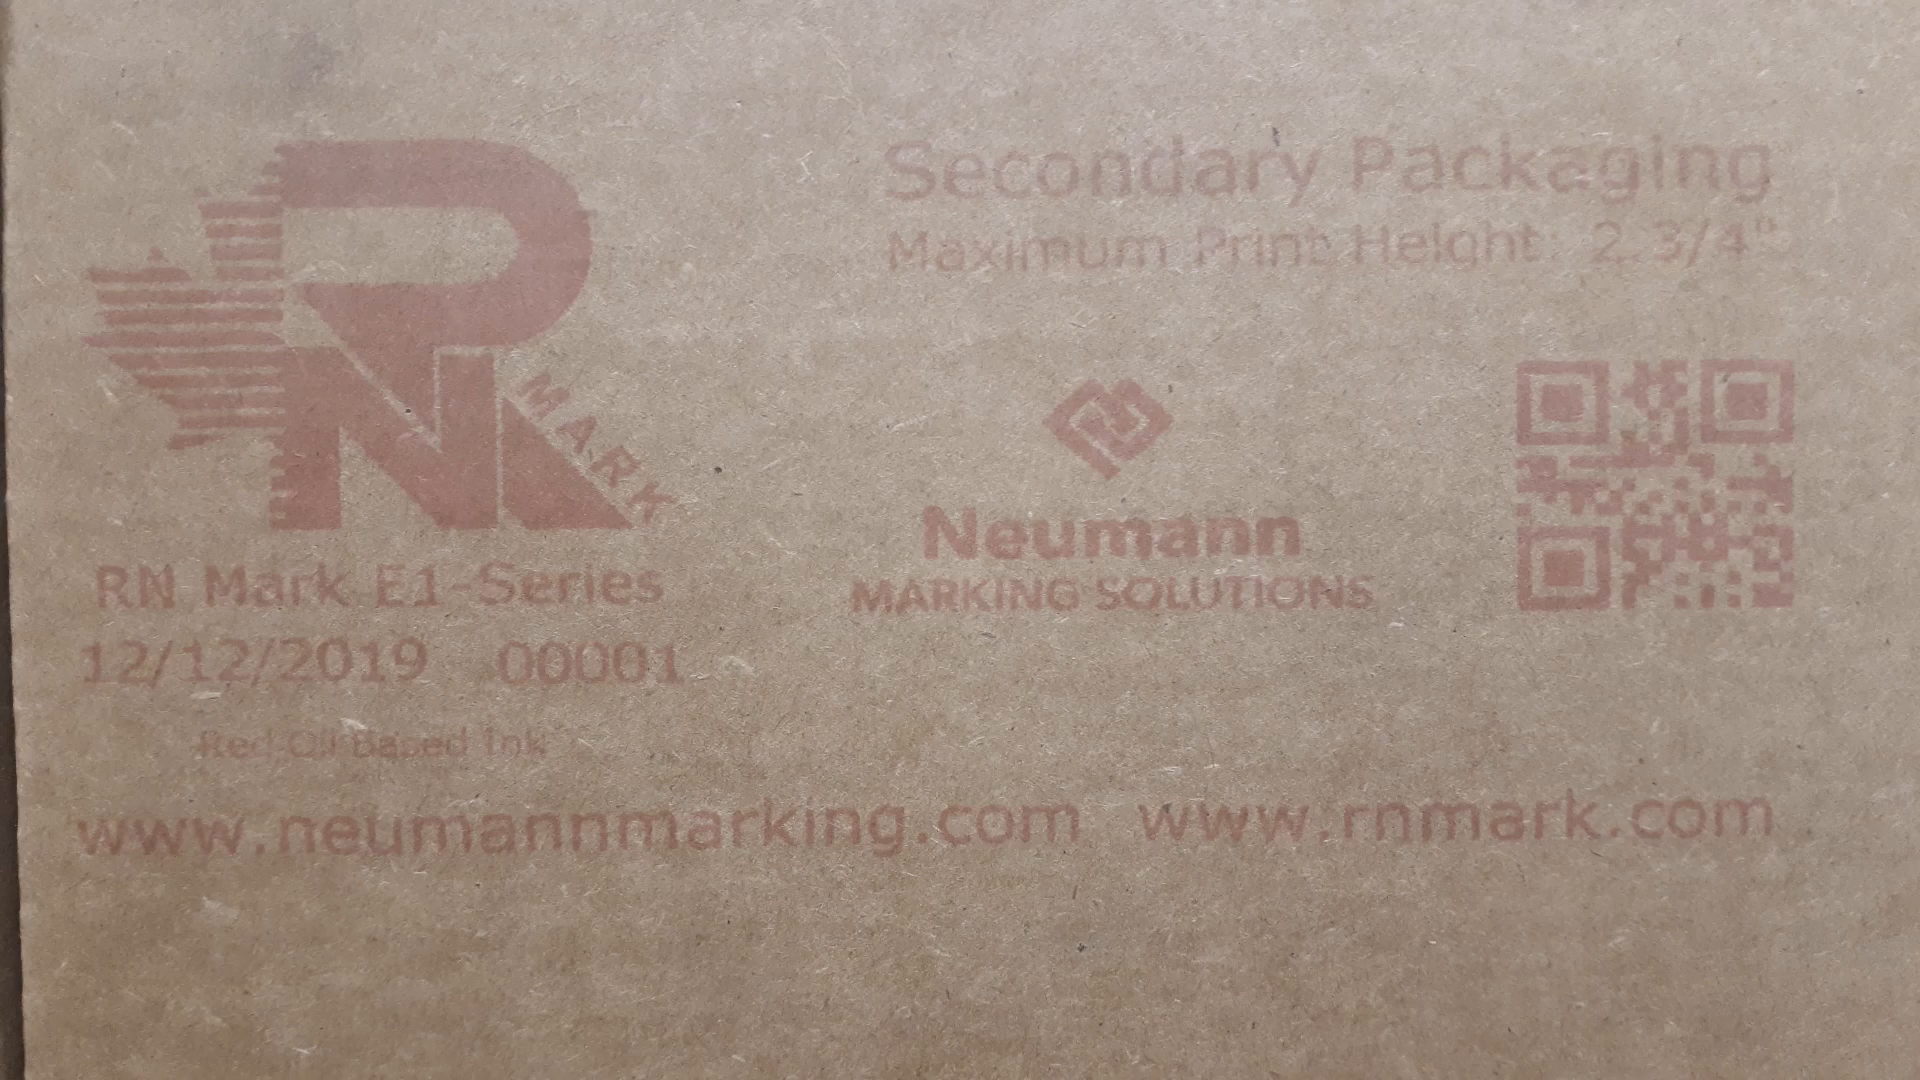 RN
MARK
RN Mark E1-Series
12/12/2019 00001
Red Oil Based Ink
Secondary Packaging
Maximum Print Height: 2 3/4"
Neumann
MARKING SOLUTIONS
www.neumannmarking.com www.rnmark.com